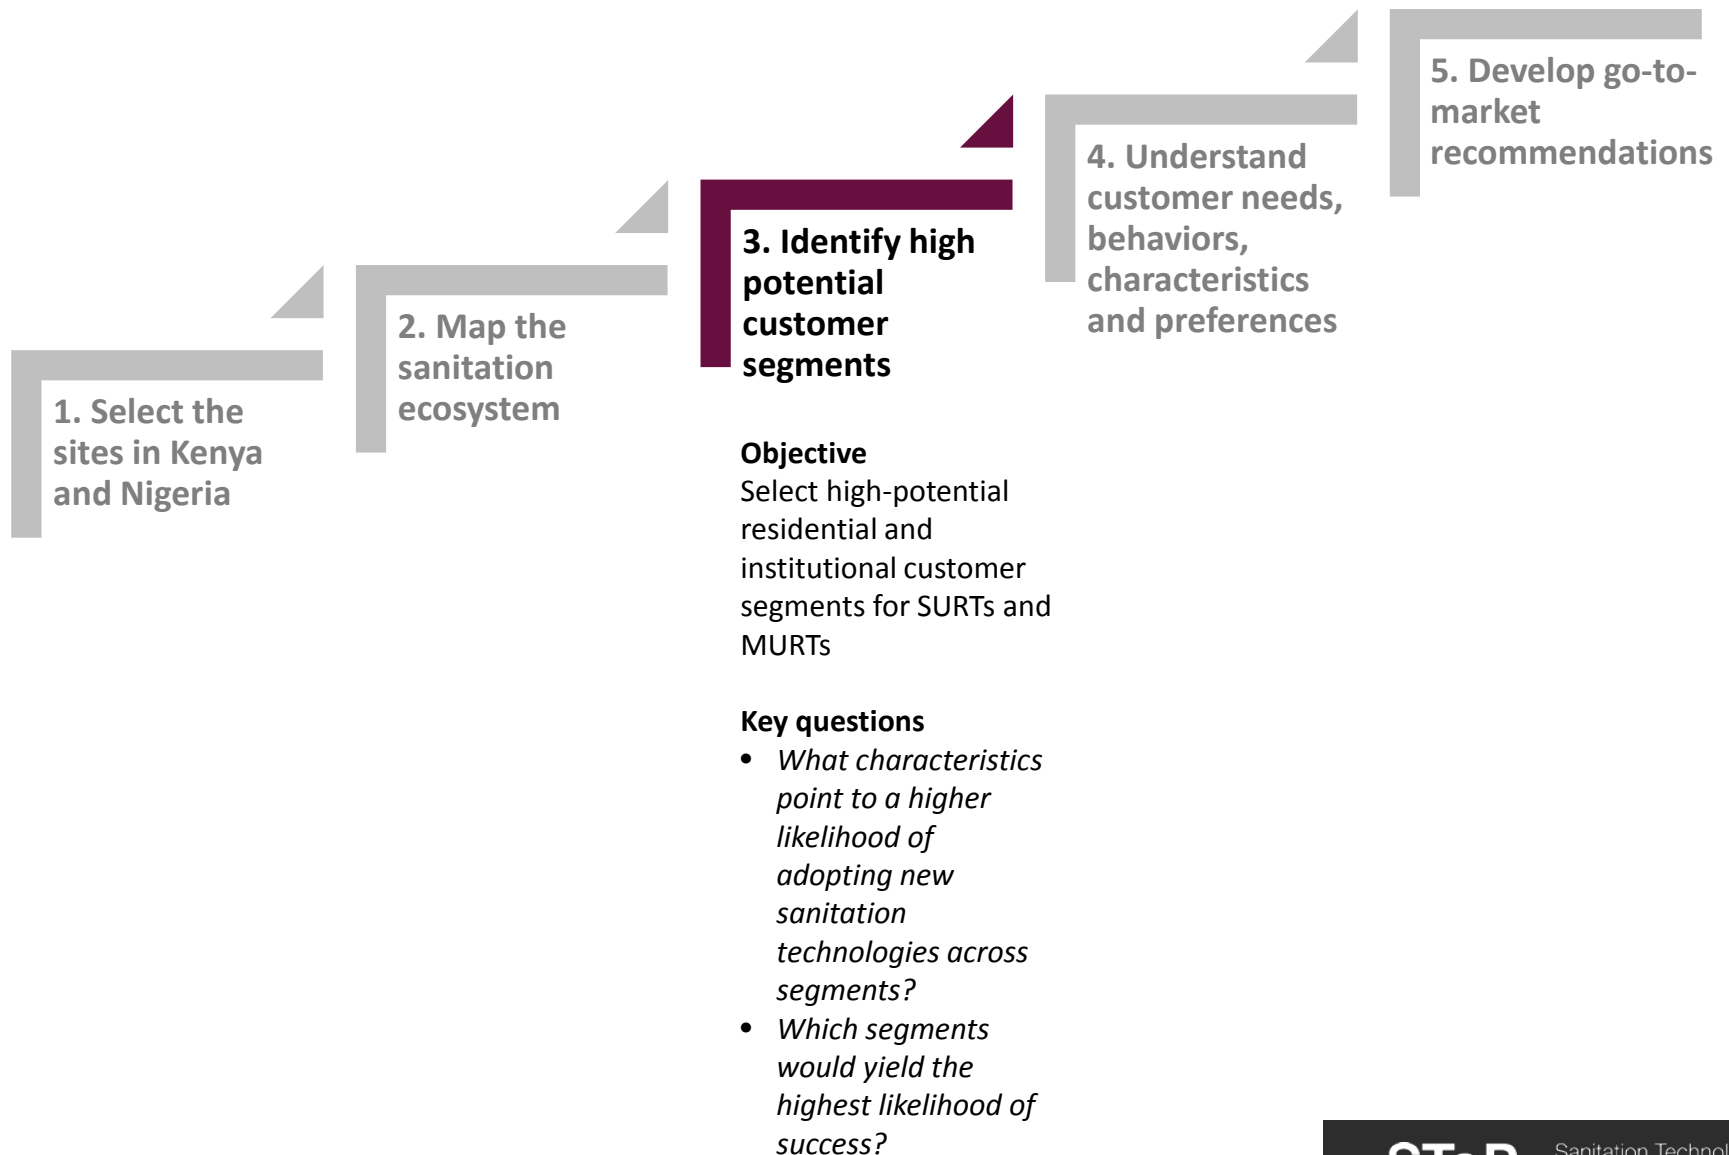 1. Select the
sites in Kenya
and Nigeria
2. Map the
sanitation
ecosystem
3. Identify high
potential
customer
segments
Objective
Select high-potential
residential and
institutional customer
segments for SURTs and
MURTs
Key questions
• What characteristics
point to a higher
likelihood of
adopting new
sanitation
technologies across
segments?
• Which segments
would yield the
highest likelihood of
success?
4. Understand
customer needs,
behaviors,
characteristics
and preferences
5. Develop go-to-
market
recommendations
Sanitation